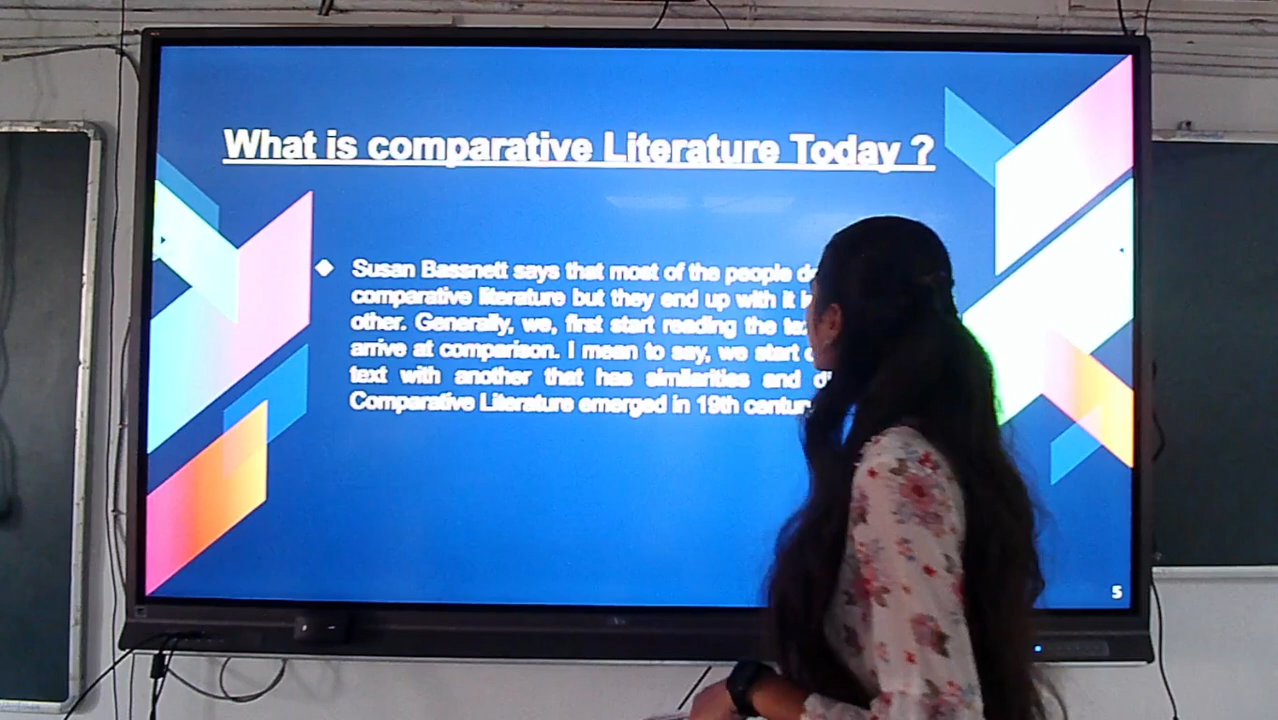 What is comparative Literature Today ?
❖ Susan Bassnett says that most of the people
comparative literature but they end up with it
other. Generally, we, first start reading the
arrive at comparison. I mean to say, we start
text with another that has similarities and
Comparative Literature emerged in 19th century
5